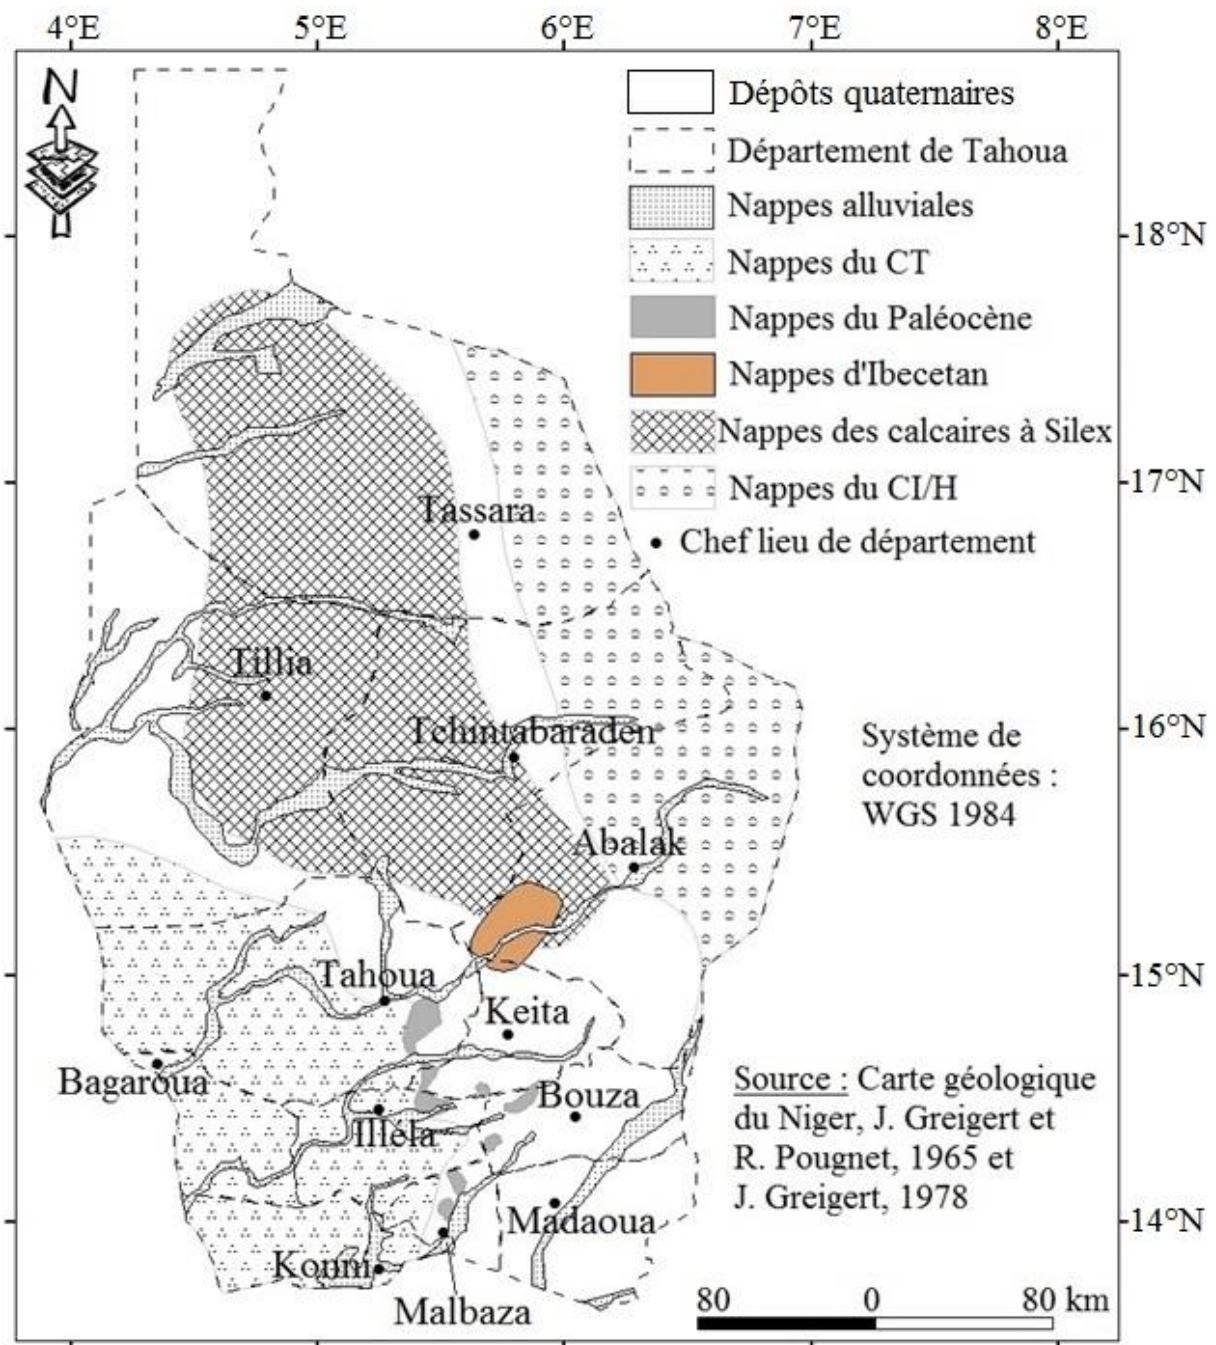 4°E 5°E 6°E 7°E 8°E
N
Dépôts quaternaires
Département de Tahoua
Nappes alluviales
Nappes du CT
Nappes du Paléocène
Nappes d'Ibecetan
Nappes des calcaires à Silex
Nappes du CI/H
Chef lieu de département
18°N
17°N
16°N
15°N
14°N
Tassara
Tillia
Tchintabaraden
Abalak
Tahoua
Keita
Bagaroua
Bouza
Illéla
Madaoua
Konni
Malbaza
Système de
coordonnées :
WGS 1984
Source : Carte géologique
du Niger, J. Greigert et
R. Pougnet, 1965 et
J. Greigert, 1978
80 0 80 km